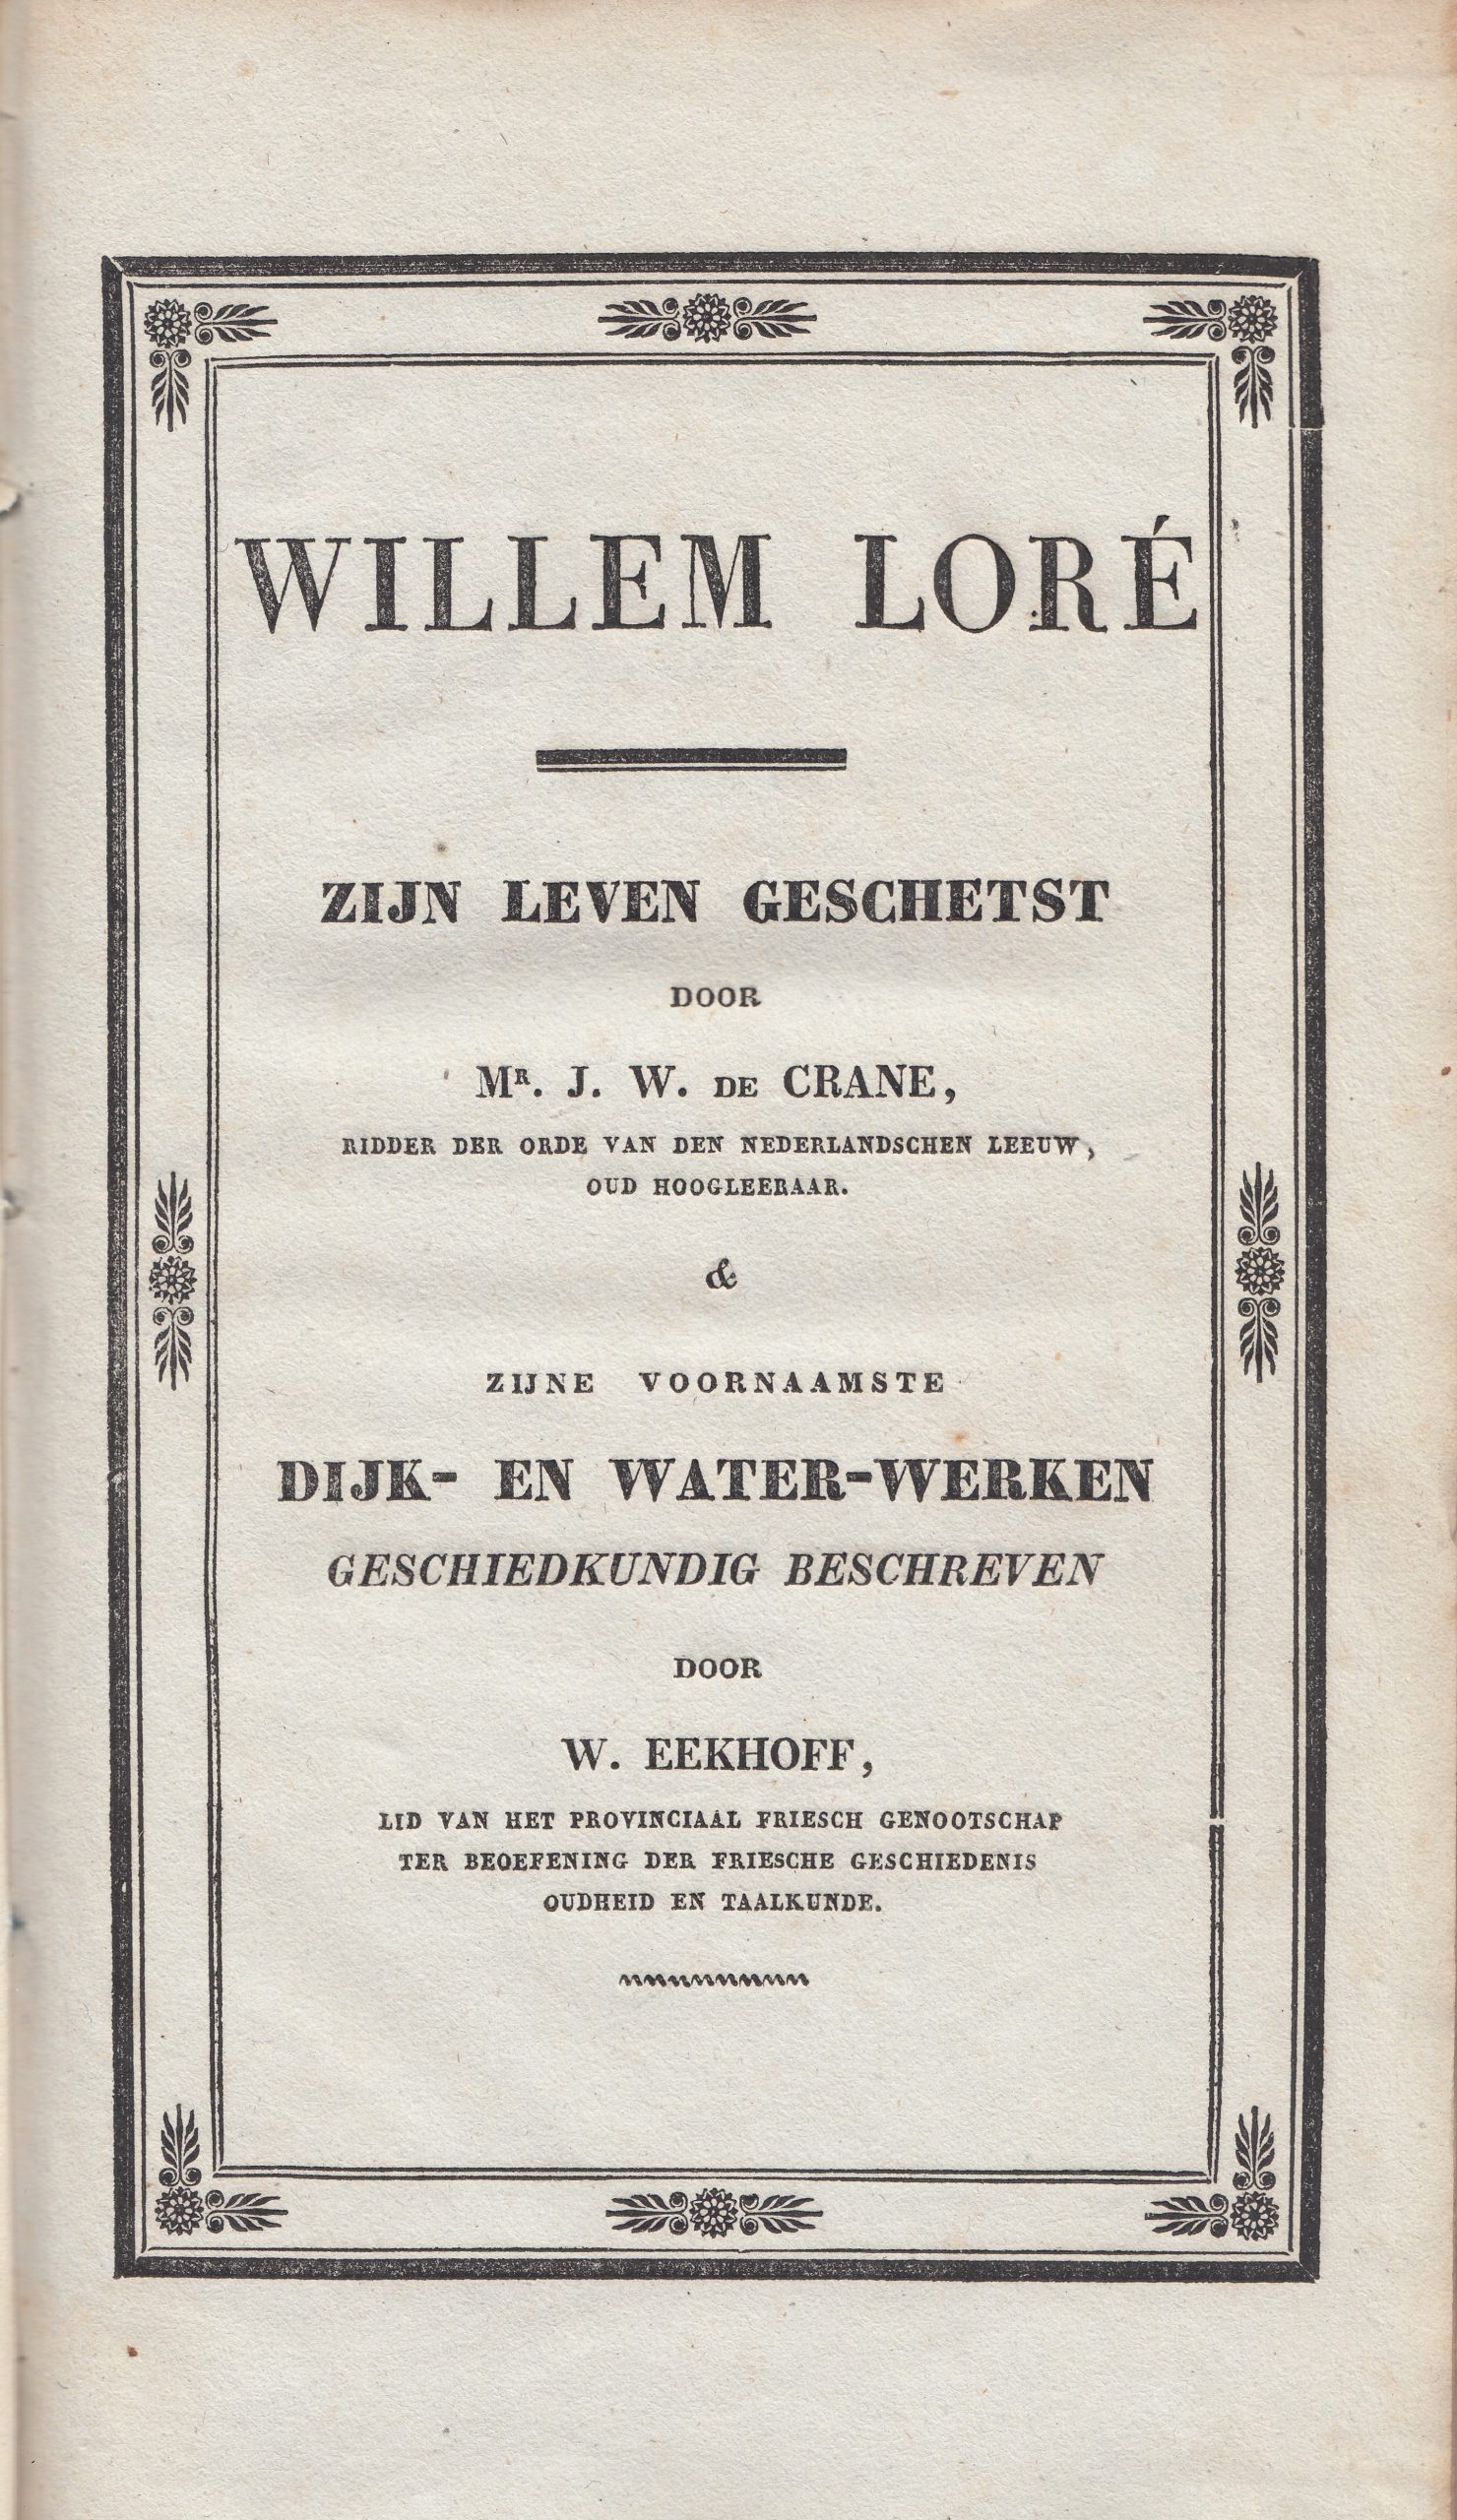 WILLEM LORÉ
ZIJN LEVEN GESCHETST
DOOR
MR. J. W. DE CRANE,
RIDDER DER ORDE VAN DEN NEDERLANDSCHEN LEEUW,
OUD HOOGLEERAAR.
&
ZIJNE VOORNAAMSTE
DIJK- EN WATER-WERKEN
GESCHIEDKUNDIG BESCHREVEN
DOOR
W. EEKHOFF,
LID VAN HET PROVINCIAAL FRIESCH GENOOTSCHAP
TER BEOEFENING DER FRIESCHE GESCHIEDENIS
OUDHEID EN TAALKUNDE.